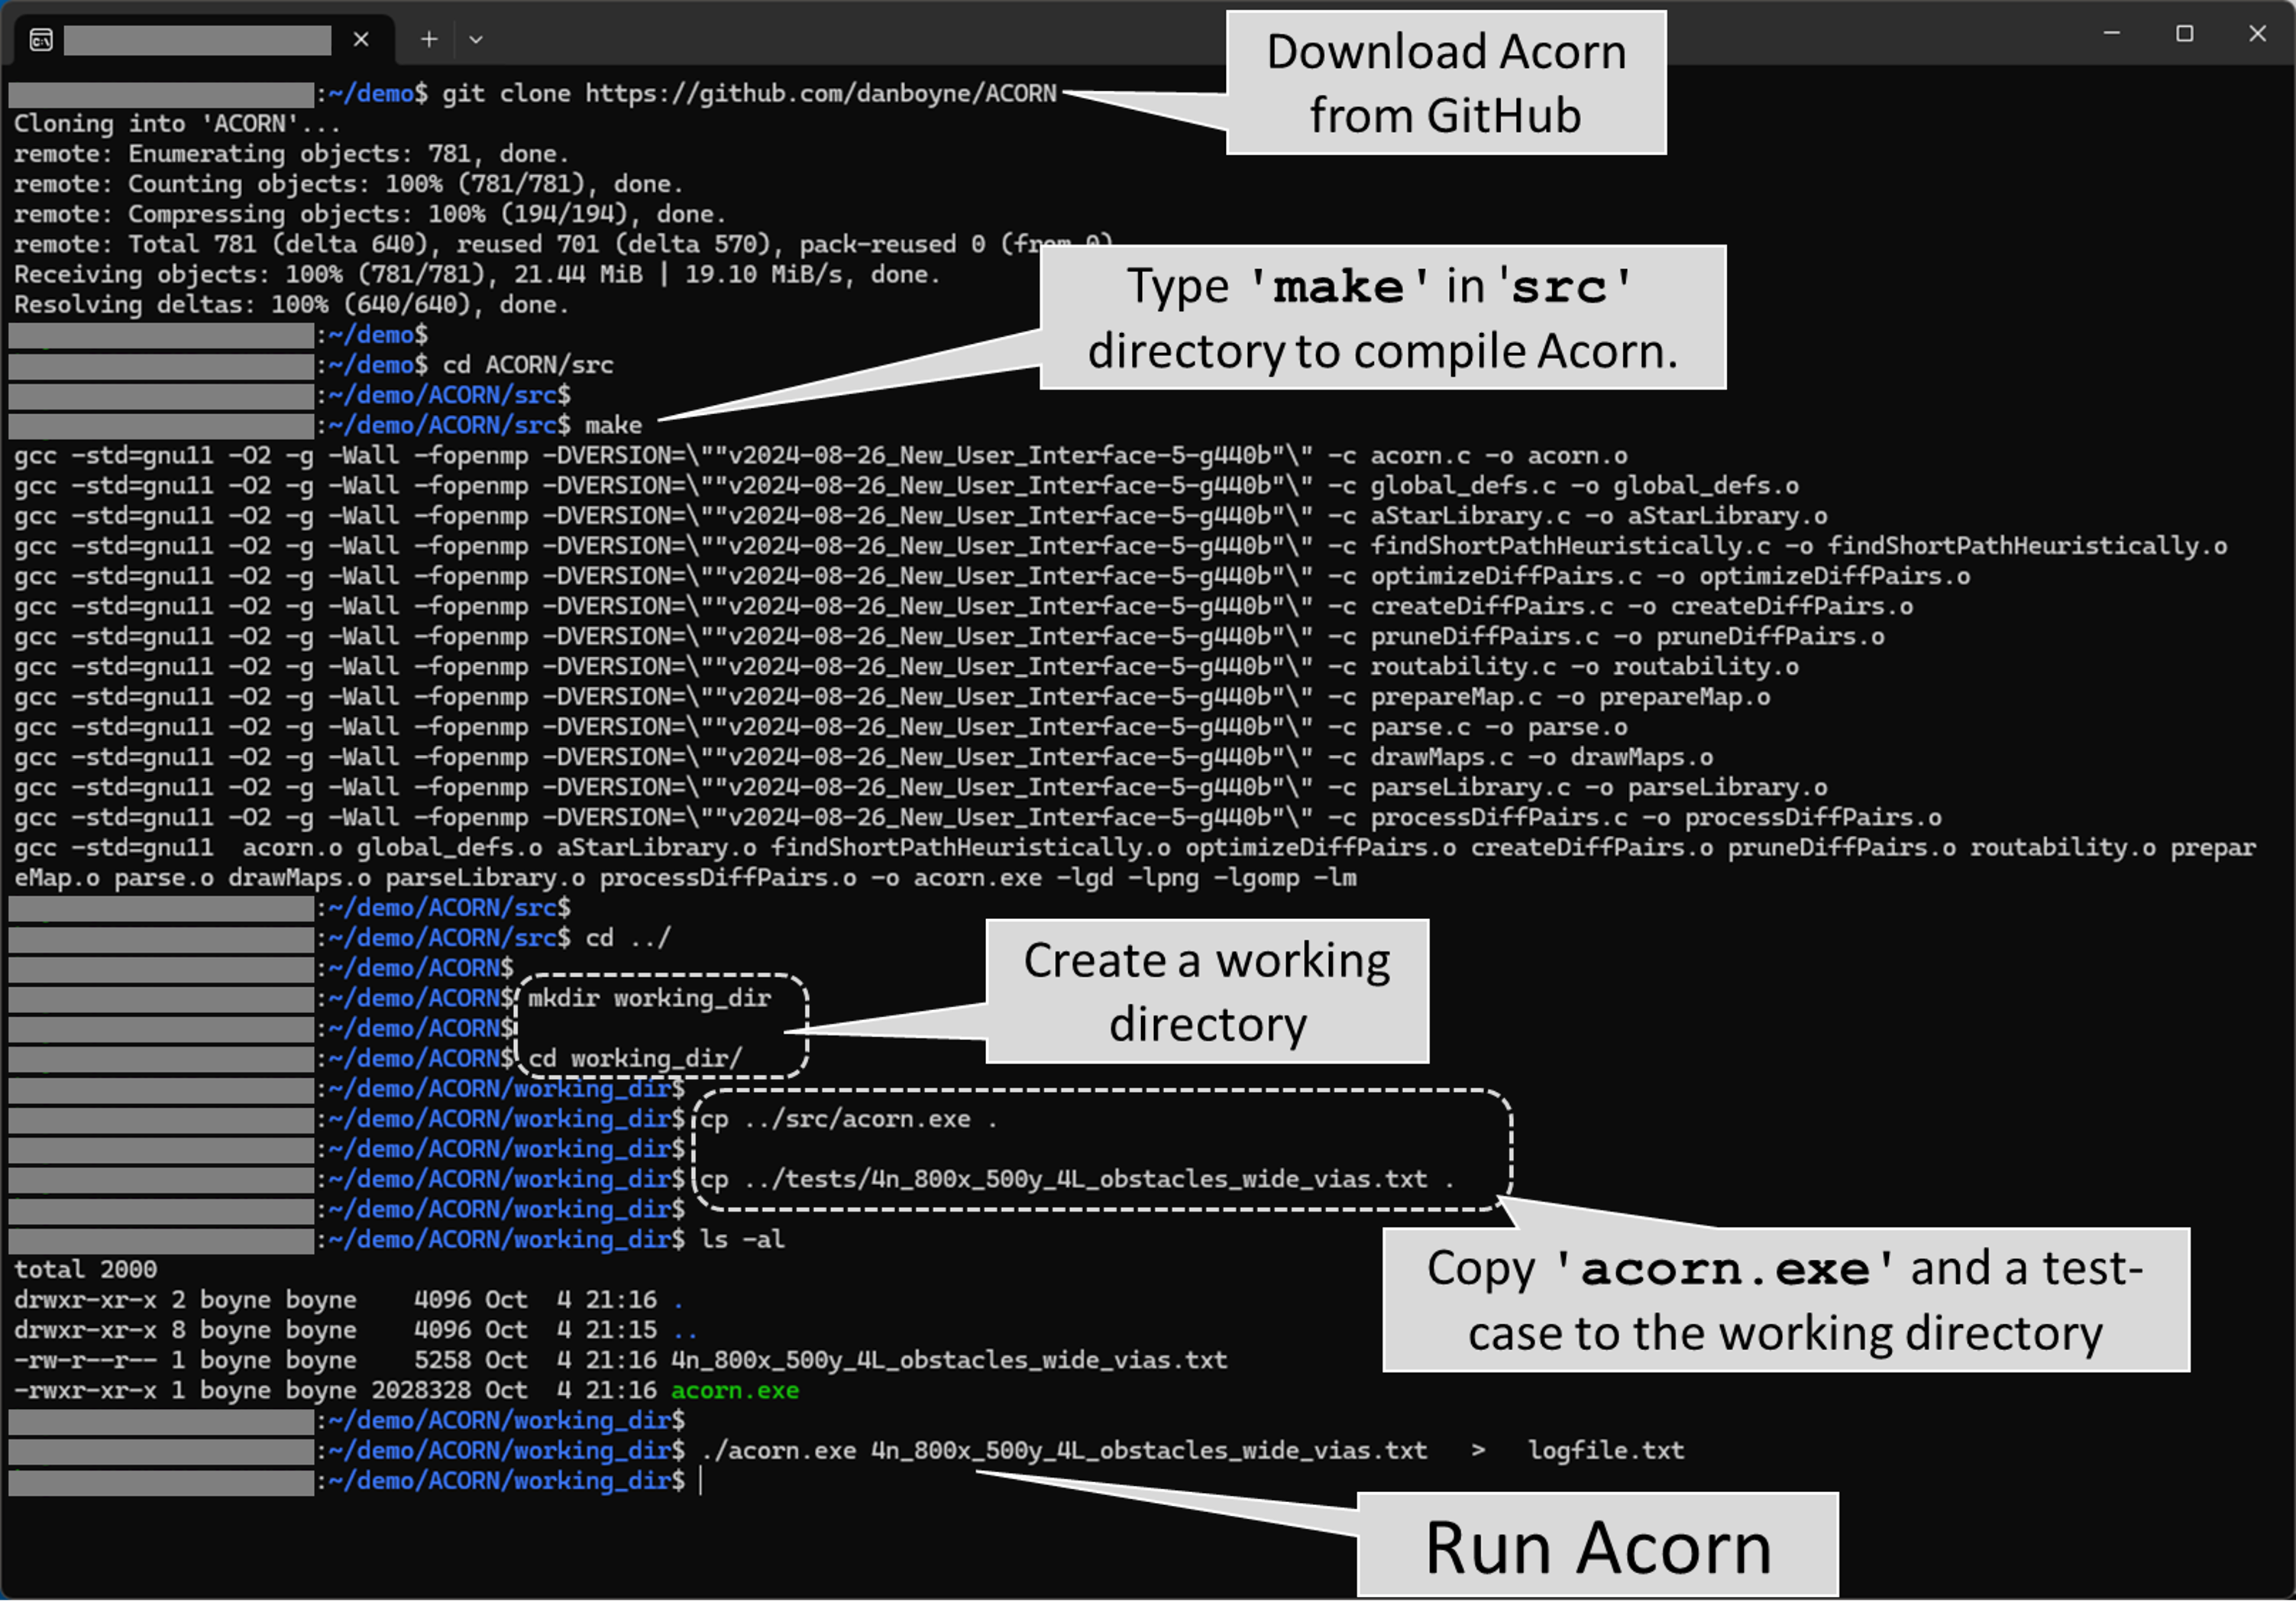 Download Acorn
from GitHub
:~/demo$ git clone https://github.com/danboyne/ACORN
Cloning into 'ACORN'...
remote: Enumerating objects: 781, done.
remote: Counting objects: 100% (781/781), done.
remote: Compressing objects: 100% (194/194), done.
remote: Total 781 (delta 640), reused 701 (delta 570), pack-reused 0 (from 0)
Receiving objects: 100% (781/781), 21.44 MiB | 19.10 MiB/s, done.
Resolving deltas: 100% (640/640), done.
Type 'make' in 'src'
directory to compile Acorn.
:~/demo$
:~/demo$ cd ACORN/src
:~/demo/ACORN/src$
:~/demo/ACORN/src$ make
gcc -std=gnu11 -O2 -g -Wall -fopenmp -DVERSION=\""v2024-08-26_New_User_Interface-5-g440b"\" -c acorn.c -o acorn.o
gcc -std=gnu11 -O2 -g -Wall -fopenmp -DVERSION=\""v2024-08-26_New_User_Interface-5-g440b"\" -c global_defs.c -o global_defs.o
gcc -std=gnu11 -O2 -g -Wall -fopenmp -DVERSION=\""v2024-08-26_New_User_Interface-5-g440b"\" -c aStarLibrary.c -o aStarLibrary.o
gcc -std=gnu11 -O2 -g -Wall -fopenmp -DVERSION=\""v2024-08-26_New_User_Interface-5-g440b"\" -c findShortPathHeuristically.c -o findShortPathHeuristically.o
gcc -std=gnu11 -O2 -g -Wall -fopenmp -DVERSION=\""v2024-08-26_New_User_Interface-5-g440b"\" -c optimizeDiffPairs.c -o optimizeDiffPairs.o
gcc -std=gnu11 -O2 -g -Wall -fopenmp -DVERSION=\""v2024-08-26_New_User_Interface-5-g440b"\" -c createDiffPairs.c -o createDiffPairs.o
gcc -std=gnu11 -O2 -g -Wall -fopenmp -DVERSION=\""v2024-08-26_New_User_Interface-5-g440b"\" -c pruneDiffPairs.c -o pruneDiffPairs.o
gcc -std=gnu11 -O2 -g -Wall -fopenmp -DVERSION=\""v2024-08-26_New_User_Interface-5-g440b"\" -c routability.c -o routability.o
gcc -std=gnu11 -O2 -g -Wall -fopenmp -DVERSION=\""v2024-08-26_New_User_Interface-5-g440b"\" -c prepareMap.c -o prepareMap.o
gcc -std=gnu11 -O2 -g -Wall -fopenmp -DVERSION=\""v2024-08-26_New_User_Interface-5-g440b"\" -c parse.c -o parse.o
gcc -std=gnu11 -O2 -g -Wall -fopenmp -DVERSION=\""v2024-08-26_New_User_Interface-5-g440b"\" -c drawMaps.c -o drawMaps.o
gcc -std=gnu11 -O2 -g -Wall -fopenmp -DVERSION=\""v2024-08-26_New_User_Interface-5-g440b"\" -c parseLibrary.c -o parseLibrary.o
gcc -std=gnu11 -O2 -g -Wall -fopenmp -DVERSION=\""v2024-08-26_New_User_Interface-5-g440b"\" -c processDiffPairs.c -o processDiffPairs.o
gcc -std=gnu11  acorn.o global_defs.o aStarLibrary.o findShortPathHeuristically.o optimizeDiffPairs.o createDiffPairs.o pruneDiffPairs.o routability.o prepar
eMap.o parse.o drawMaps.o parseLibrary.o processDiffPairs.o -o acorn.exe -lgd -lpng -lgomp -lm
:~/demo/ACORN/src$
:~/demo/ACORN/src$ cd ../
:~/demo/ACORN$
:~/demo/ACORN$ mkdir working_dir
:~/demo/ACORN$
:~/demo/ACORN$ cd working_dir/
Create a working
directory
:~/demo/ACORN/working_dir$
:~/demo/ACORN/working_dir$ cp ../src/acorn.exe .
:~/demo/ACORN/working_dir$
:~/demo/ACORN/working_dir$ cp ../tests/4n_800x_500y_4L_obstacles_wide_vias.txt .
:~/demo/ACORN/working_dir$
:~/demo/ACORN/working_dir$ ls -al
Copy 'acorn.exe' and a test-
case to the working directory
total 2000
drwxr-xr-x 2 boyne boyne    4096 Oct  4 21:16 .
drwxr-xr-x 8 boyne boyne    4096 Oct  4 21:15 ..
-rw-r--r-- 1 boyne boyne    5258 Oct  4 21:16 4n_800x_500y_4L_obstacles_wide_vias.txt
-rwxr-xr-x 1 boyne boyne 2028328 Oct  4 21:16 acorn.exe
:~/demo/ACORN/working_dir$
:~/demo/ACORN/working_dir$ ./acorn.exe 4n_800x_500y_4L_obstacles_wide_vias.txt   >   logfile.txt
:~/demo/ACORN/working_dir$
Run Acorn